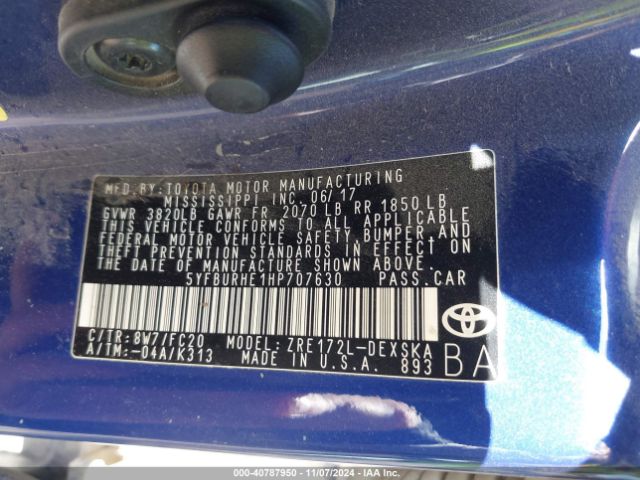 MFD.BY:TOYOTA MOTOR MANUFACTURING
MISSISSIPPI INC. 06/17
GVWR 3820LB GAWR FR 2070 LB RR 1850 LB
THIS VEHICLE CONFORMS TO ALL APPLICABLE
FEDERAL MOTOR VEHICLE SAFETY, BUMPER AND
THEFT PREVENTION STANDARDS IN EFFECT ON
THE DATE OF MANUFACTURE SHOWN ABOVE.
5YFBURHE1HP707630 PASS.CAR
C/TR:8W7/FC20 MODEL: ZRE172L-DEXSKA
A/TM:-04A/K313 MADE IN U.S.A. 893
BA
TOYOTA
000-40787950 - 11/07/2024 - IAA Inc.